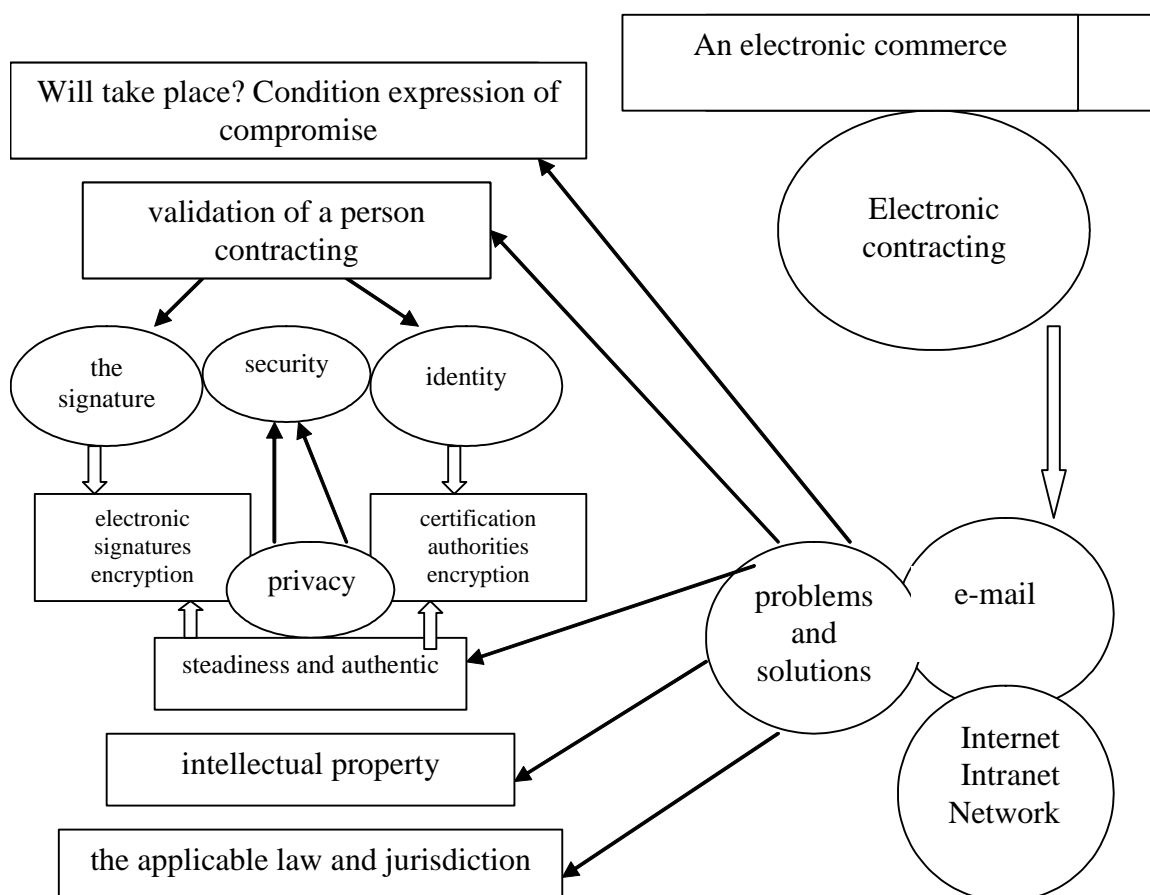 An electronic commerce
Will take place? Condition expression of
compromise
Electronic
contracting
validation of a person
contracting
the
signature
security
identity
electronic
signatures
encryption
certification
authorities
encryption
privacy
problems
and
solutions
e-mail
steadiness and authentic
Internet
Intranet
Network
intellectual property
the applicable law and jurisdiction